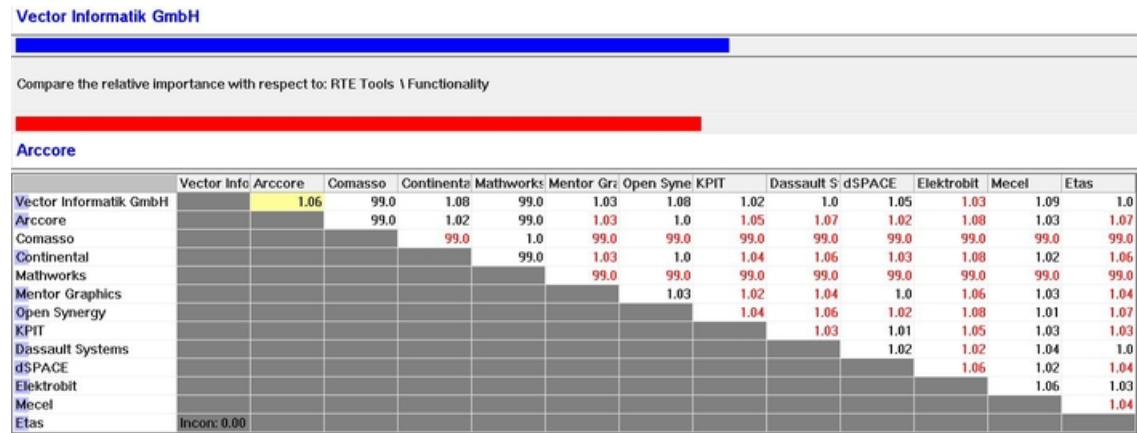 Vector Informatik GmbH
Compare the relative importance with respect to: RTE Tools \ Functionality
Arccore
Vector Info Arccore Comasso Continenta Mathworks Mentor Gra Open Syne KPIT Dassault S dSPACE Elektrobit Mecel Etas
Vector Informatik GmbH 1.06 99.0 1.08 99.0 1.03 1.08 1.02 1.0 1.05 1.03 1.09 1.0
Arccore 99.0 1.02 99.0 1.03 1.0 1.05 1.07 1.02 1.08 1.03 1.07
Comasso 99.0 1.0 99.0 99.0 99.0 99.0 99.0 99.0 99.0 99.0
Continental 99.0 1.03 1.0 1.04 1.06 1.03 1.08 1.02 1.06
Mathworks 99.0 99.0 99.0 99.0 99.0 99.0 99.0 99.0
Mentor Graphics 1.03 1.02 1.04 1.0 1.06 1.03 1.04
Open Synergy 1.04 1.06 1.02 1.08 1.01 1.07
KPIT 1.03 1.01 1.05 1.03 1.03
Dassault Systems 1.02 1.02 1.04 1.0
dSPACE 1.06 1.02 1.04
Elektrobit 1.06 1.03
Mecel 1.04
Etas Incon: 0.00